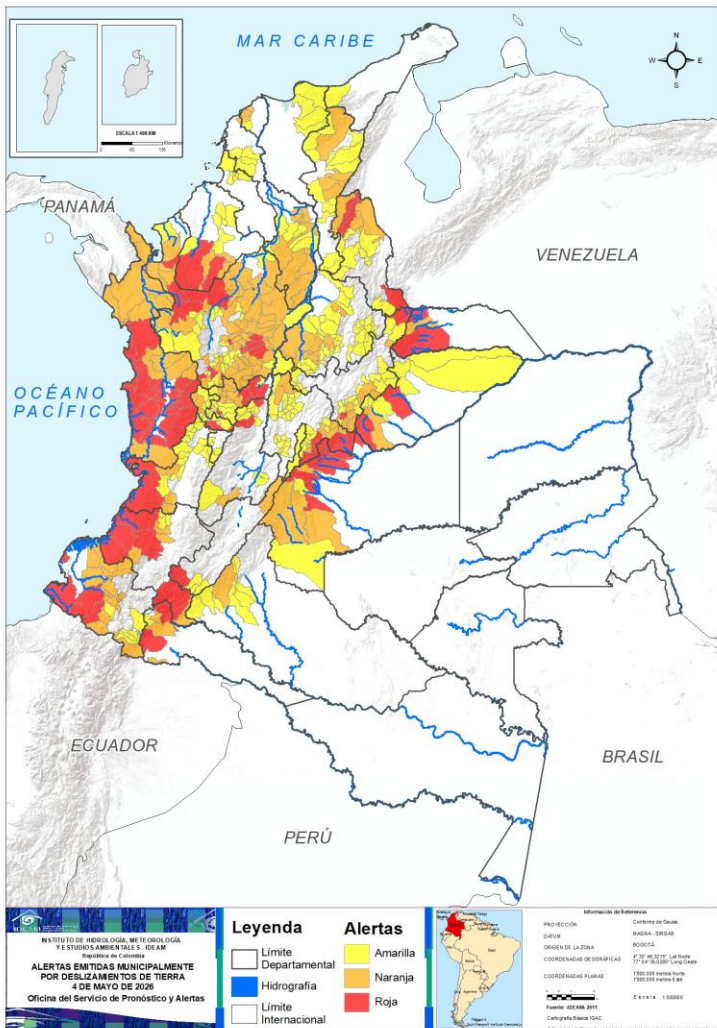 MAR CARIBE
N
W
E
S
ESCALA 1:400,000
PANAMÁ
VENEZUELA
OCÉANO
PACÍFICO
ECUADOR
BRASIL
PERÚ
IDEAM
INSTITUTO DE HIDROLOGÍA, METEOROLOGÍA
Y ESTUDIOS AMBIENTALES - IDEAM
República de Colombia
ALERTAS EMITIDAS MUNICIPALMENTE
POR DESLIZAMIENTOS DE TIERRA
4 DE MAYO DE 2026
Oficina del Servicio de Pronóstico y Alertas
Leyenda
Límite
Departamental
Hidrografía
Límite
Internacional
Alertas
Amarilla
Naranja
Roja
Información de Referencia
PROYECCIÓN Conforme de Gauss
DATUM MAGNA-SIRGAS
ORIGEN DE LA ZONA BOGOTÁ
COORDENADAS GEOGRÁFICAS
COORDENADAS PLANAS
Escala
Fuente: IDEAM 2011
Cartografía Básica IGAC